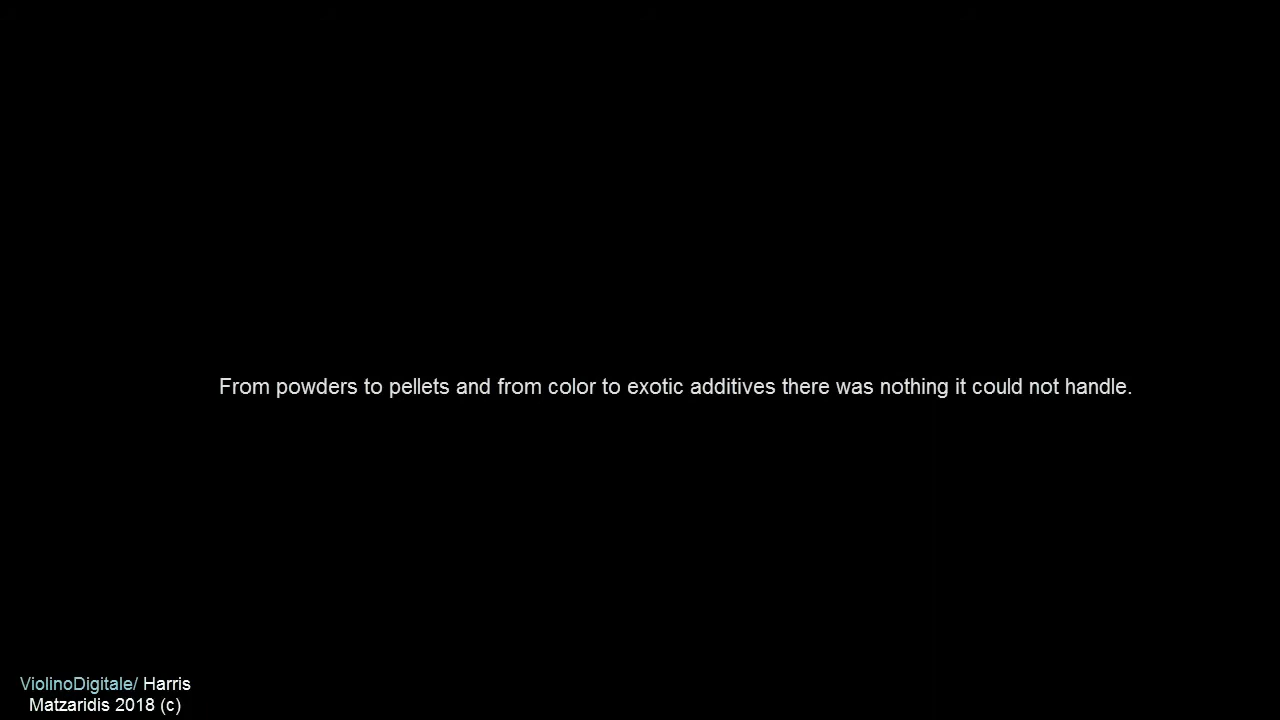 From powders to pellets and from color to exotic additives there was nothing it could not handle.
ViolinoDigitale/ Harris
Matzaridis 2018 (c)